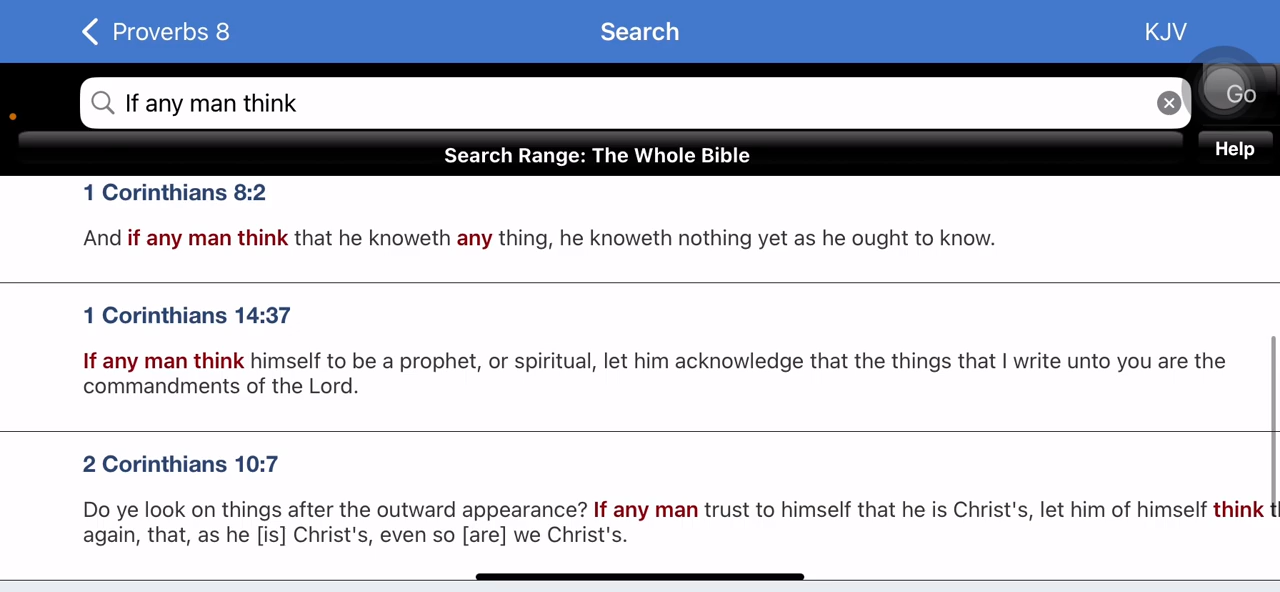 Proverbs 8
Search
KJV
If any man think
Go
Search Range: The Whole Bible
Help
1 Corinthians 8:2
And if any man think that he knoweth any thing, he knoweth nothing yet as he ought to know.
1 Corinthians 14:37
If any man think himself to be a prophet, or spiritual, let him acknowledge that the things that I write unto you are the
commandments of the Lord.
2 Corinthians 10:7
Do ye look on things after the outward appearance? If any man trust to himself that he is Christ's, let him of himself think
again, that, as he [is] Christ's, even so [are] we Christ's.